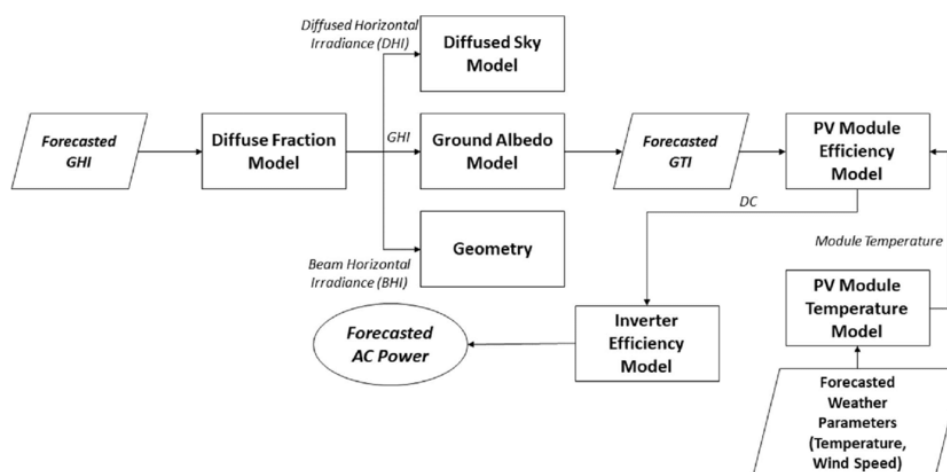 Diffused Horizontal
Irradiance (DHI)
Diffused Sky
Model
Forecasted
GHI
Diffuse Fraction
Model
GHI
Ground Albedo
Model
Forecasted
GTI
PV Module
Efficiency
Model
DC
Module Temperature
Beam Horizontal
Irradiance (BHI)
Geometry
PV Module
Temperature
Model
Inverter
Efficiency
Model
Forecasted
AC Power
Forecasted
Weather
Parameters
(Temperature,
Wind Speed)